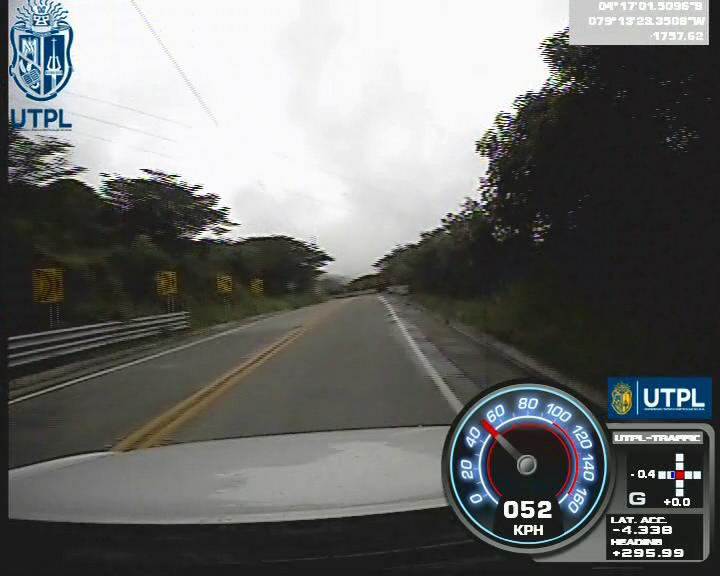 UTPL
04°17'01.5096"S
079°13'23.3508"W
1757.62
UTPL
UTPL-TRAFFIC
0 20 40 60 80 100 120 140 160
052
KPH
-0.4
G
+0.0
LAT. ACC.
-4.338
HEADING
+295.99